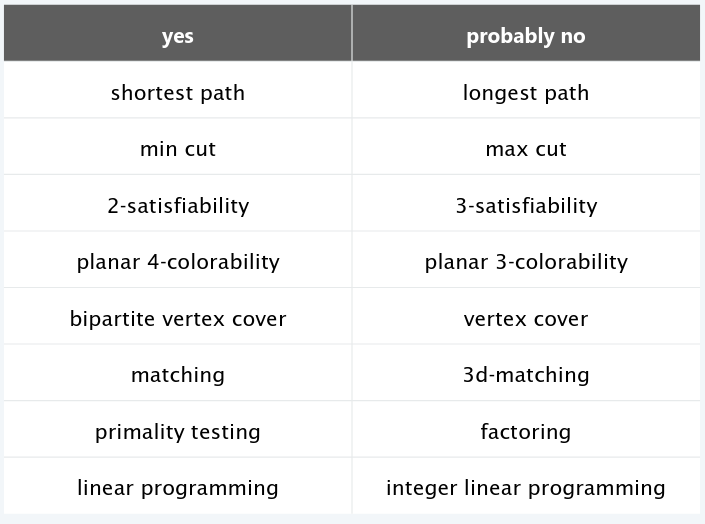 yes probably no
shortest path longest path
min cut max cut
2-satisfiability 3-satisfiability
planar 4-colorability planar 3-colorability
bipartite vertex cover vertex cover
matching 3d-matching
primality testing factoring
linear programming integer linear programming